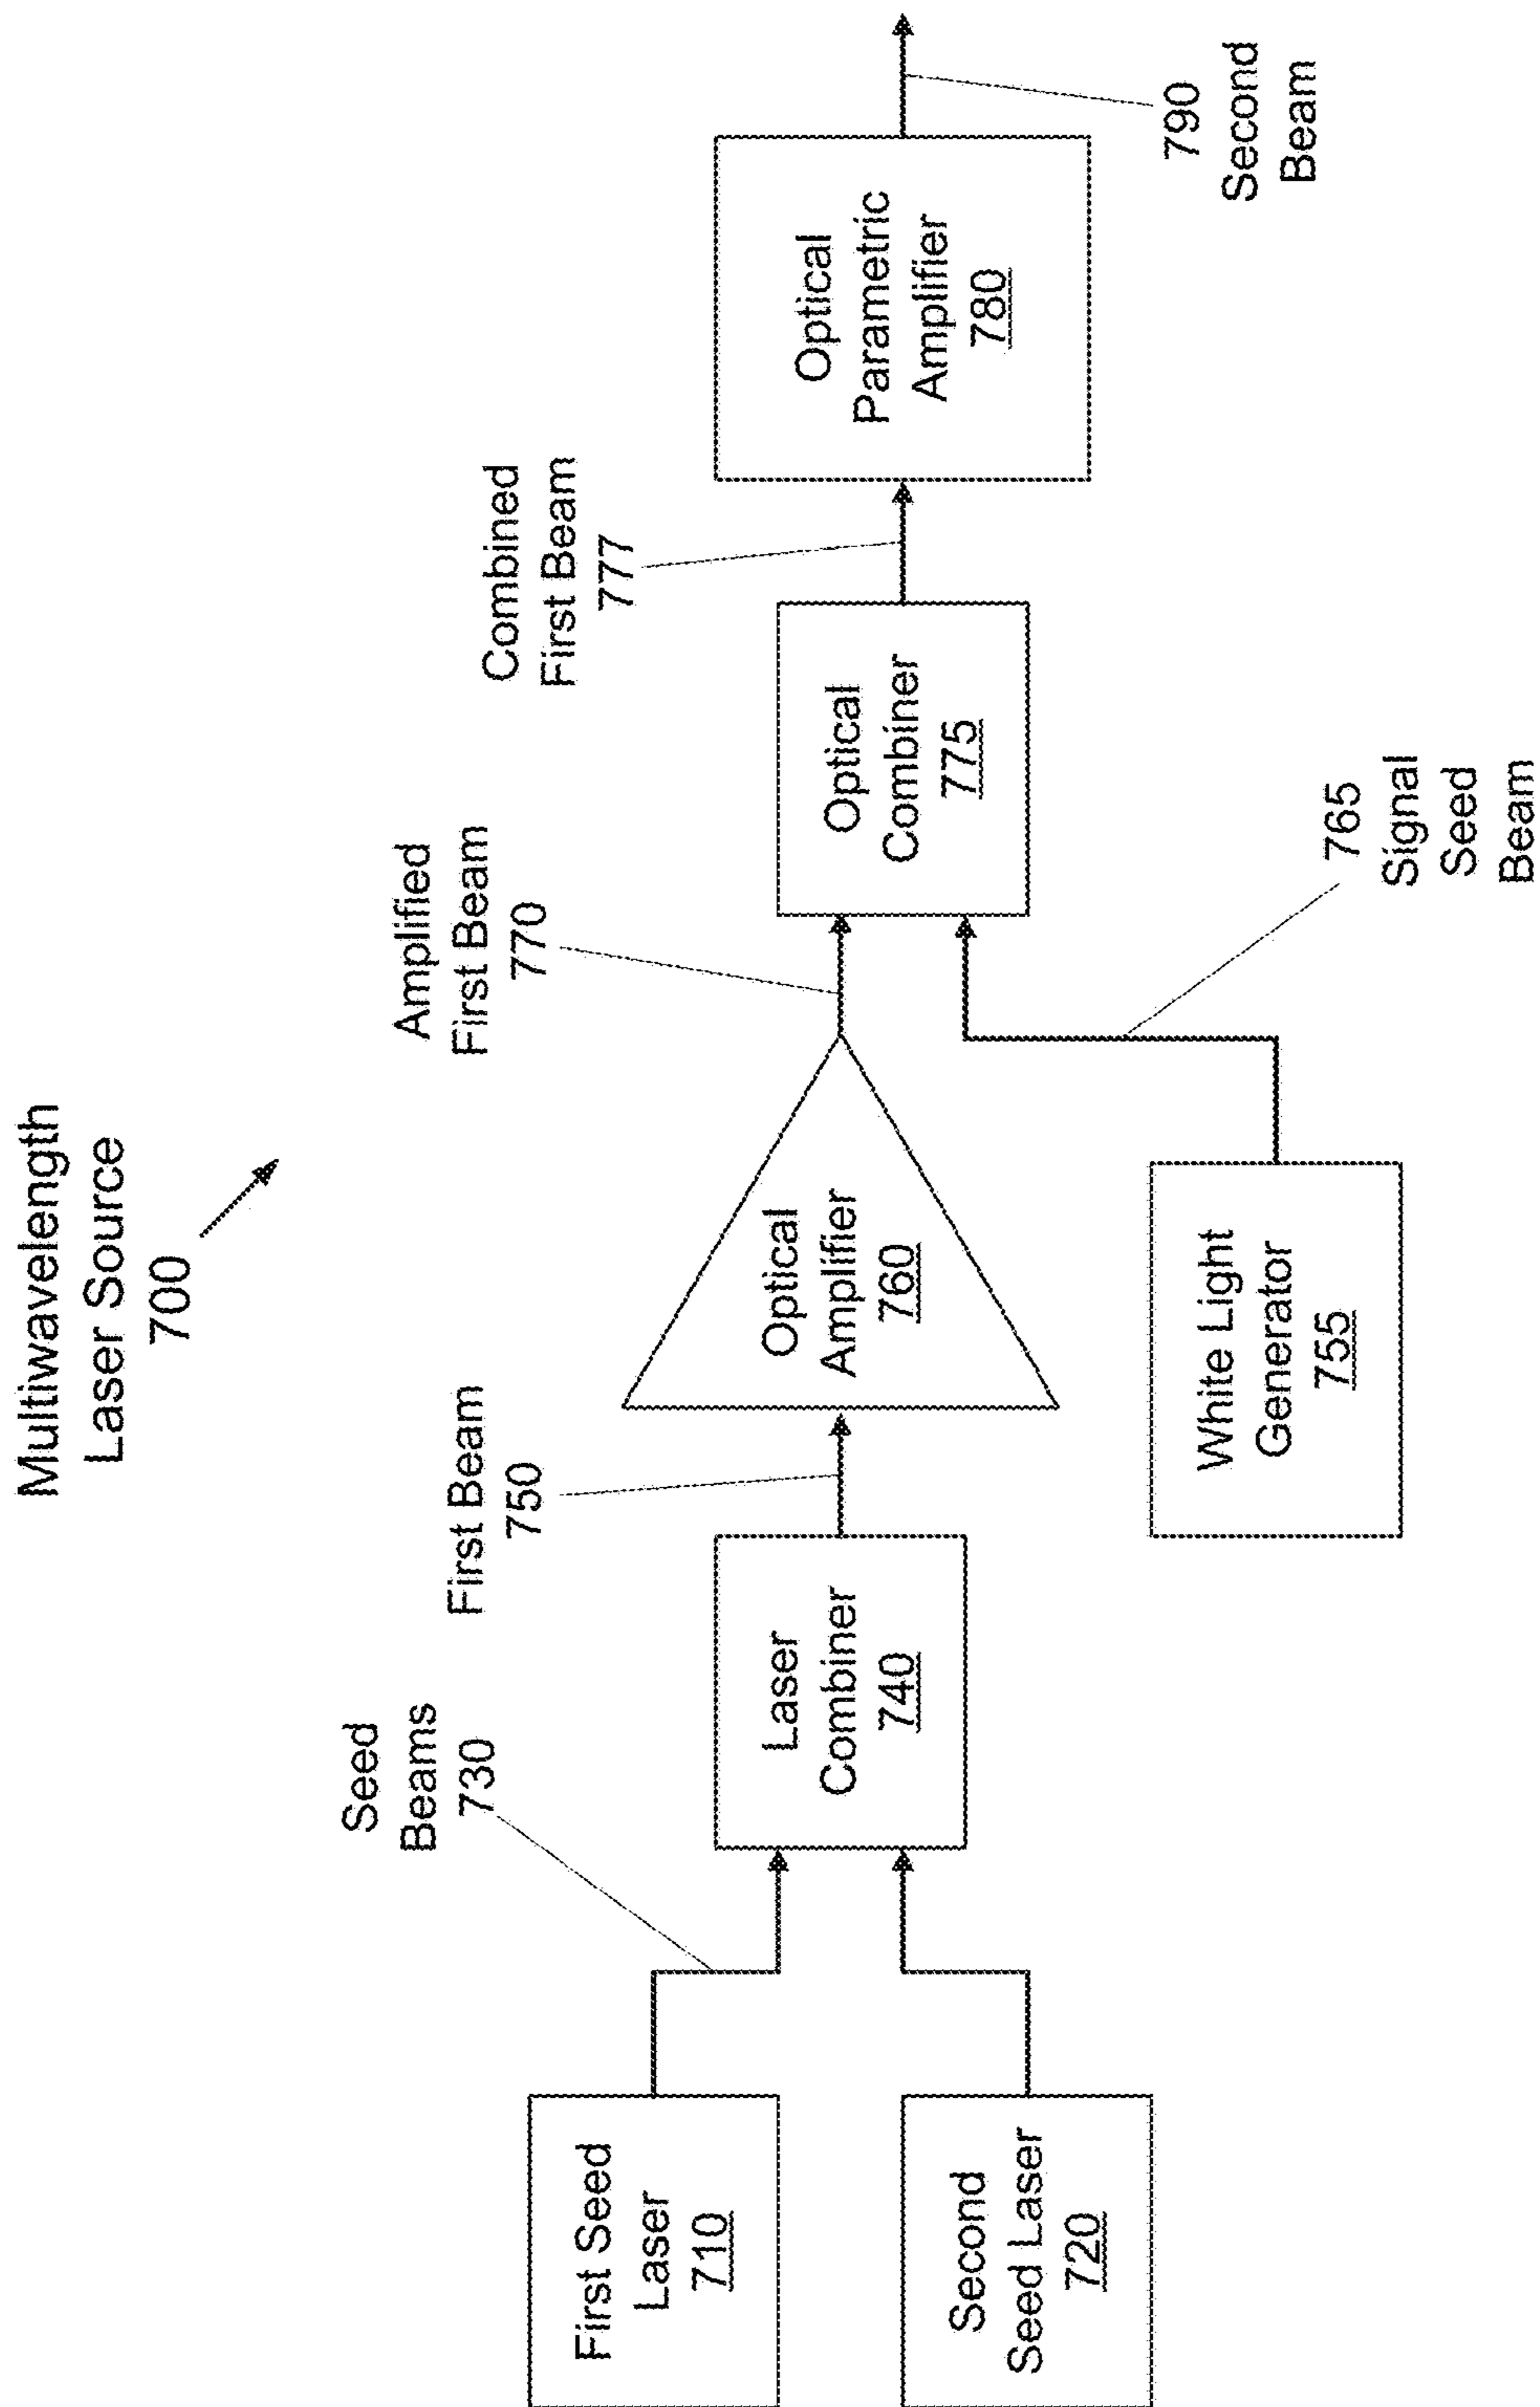 Multiwavelength
Laser Source
700
Seed
Beams
730
First Beam
750
Amplified
First Beam
770
Combined
First Beam
777
First Seed
Laser
710
Second
Seed Laser
720
Laser
Combiner
740
Optical
Amplifier
760
White Light
Generator
755
Optical
Combiner
775
765
Signal
Seed
Beam
Optical
Parametric
Amplifier
780
790
Second
Beam